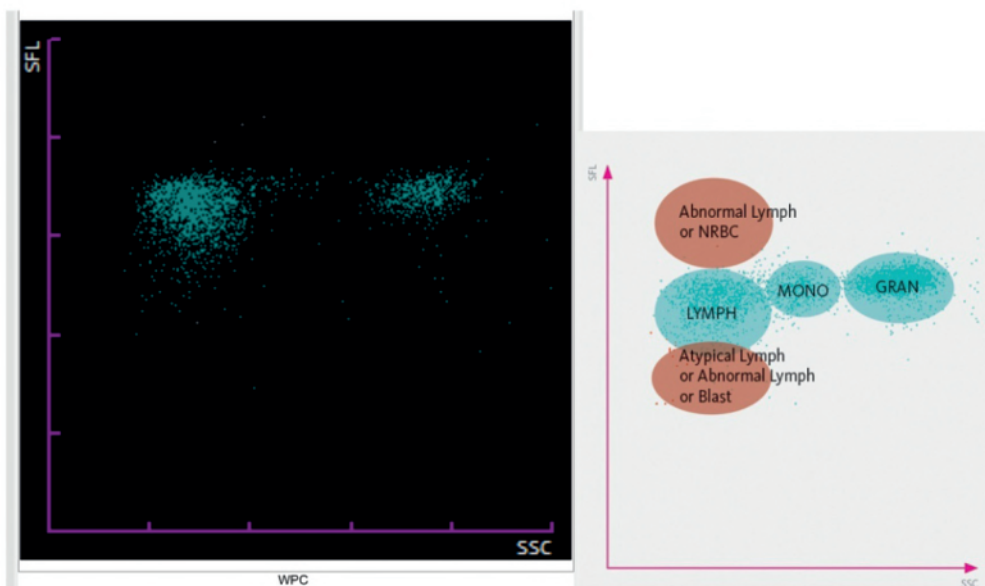 SFL
SSC
WPC
SFL
Abnormal Lymph
or NRBC
LYMPH
MONO
GRAN
Atypical Lymph
or Abnormal Lymph
or Blast
SSC